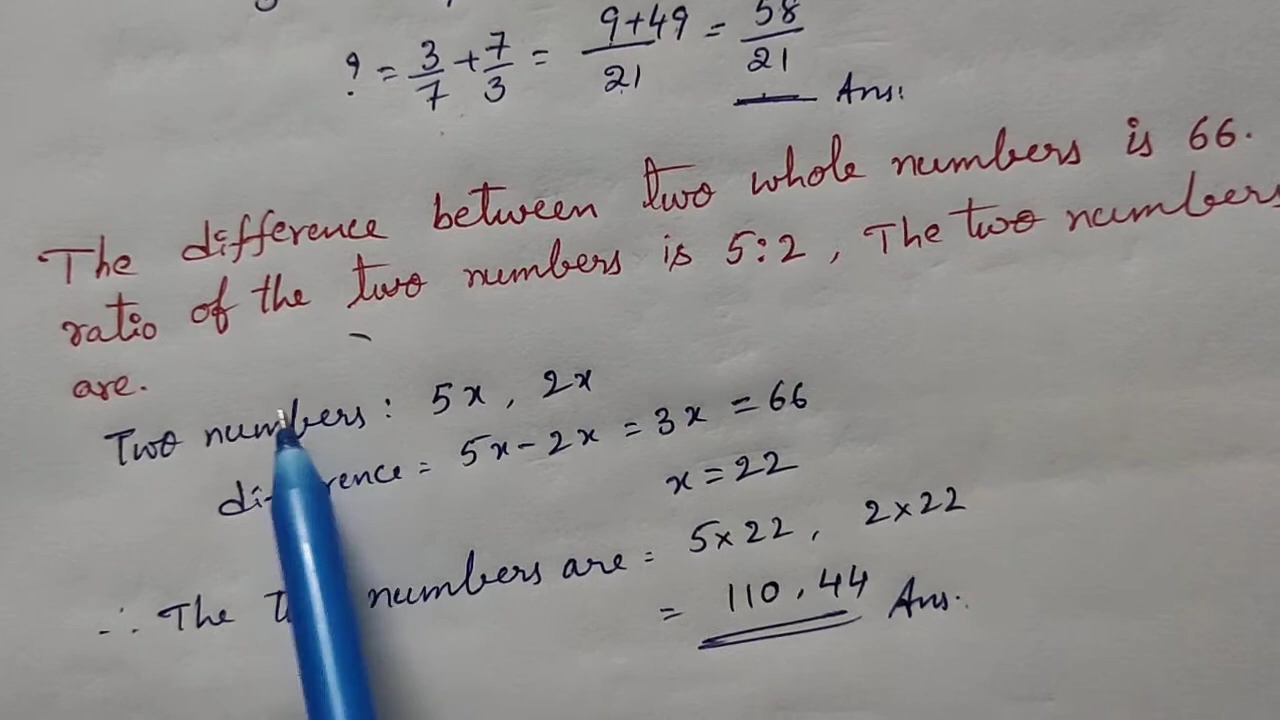 ? = 3/7 + 7/3 = 9+49/21 = 58/21 Ans:
The difference between two whole numbers is 66.
ratio of the two numbers is 5:2, The two numbers
are.
Two numbers: 5x, 2x
= 5x - 2x = 3x = 66
x = 22
∴ The numbers are = 5×22, 2×22
= 110, 44 Ans.